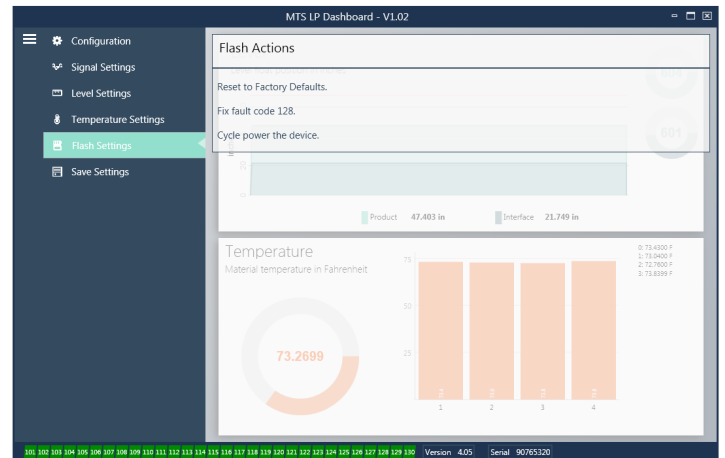 MTS LP Dashboard - V1.02
Configuration
Signal Settings
Level Settings
Temperature Settings
Flash Settings
Save Settings
Flash Actions
Reset to Factory Defaults.
Fix fault code 128.
Cycle power the device.
601
20
0
Product 47.403 in
Interface 21.749 in
Temperature
Material temperature in Fahrenheit
73.2699
75
50
25
1 2 3 4
0: 73.4300 F
1: 73.0400 F
2: 72.7600 F
3: 73.8399 F
101 102 103 104 105 106 107 108 109 110 111 112 113 114 115 116 117 118 119 120 121 122 123 124 125 126 127 128 129 130 Version 4.05 Serial 90765320